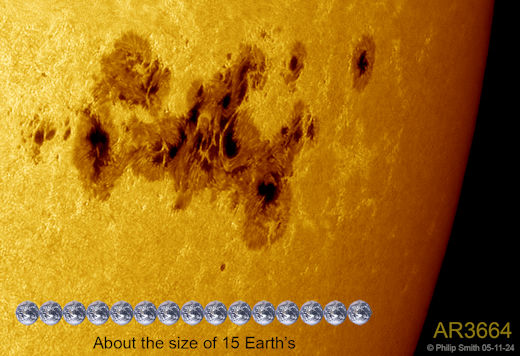 About the size of 15 Earth's
AR3664
© Philip Smith 05-11-24